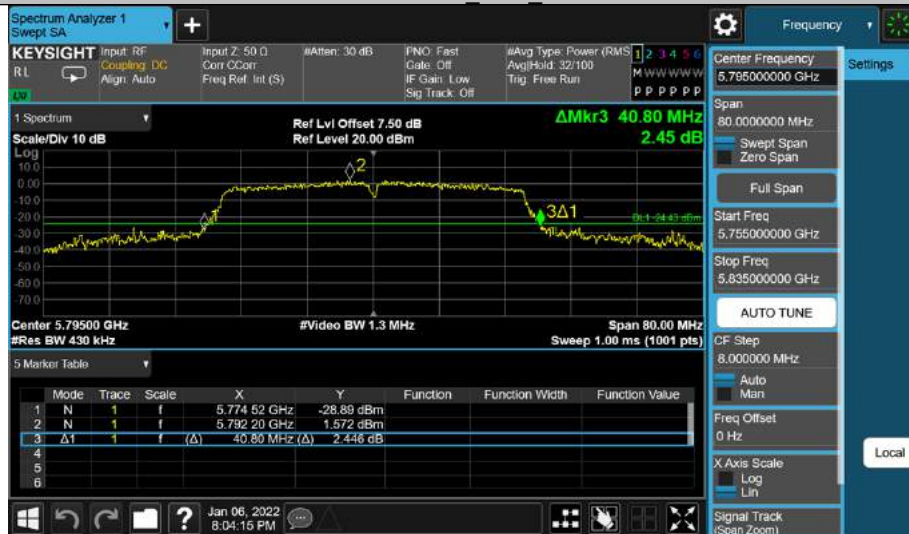 Spectrum Analyzer 1
Swept SA
Frequency
KEYSIGHT Input: RF Input Z: 50 Ω #Atten: 30 dB PNO: Fast #Avg Type: Power (RMS 1 2 3 4 5 6
RL Coupling: DC Corr CCorr Gate: Off Avg|Hold: 32/100 M W W W W W
Align: Auto Freq Ref: Int (S) IF Gain: Low Trig: Free Run
Sig Track: Off P P P P P P
Settings
1 Spectrum
Scale/Div 10 dB
Ref Lvl Offset 7.50 dB
Ref Level 20.00 dBm
ΔMkr3 40.80 MHz
2.45 dB
Log
10.0
0.00
-10.0
-20.0
-30.0
-40.0
-50.0
-60.0
-70.0
2
1
3Δ1
DL1 -24.43 dBm
Center 5.79500 GHz #Video BW 1.3 MHz Span 80.00 MHz
#Res BW 430 kHz Sweep 1.00 ms (1001 pts)
5 Marker Table
Mode Trace Scale X Y Function Function Width Function Value
1 N 1 f 5.774 52 GHz -28.89 dBm
2 N 1 f 5.792 20 GHz 1.572 dBm
3 Δ1 1 f (Δ) 40.80 MHz (Δ) 2.446 dB
4
5
6
Jan 06, 2022
8:04:15 PM
Center Frequency
5.795000000 GHz
Span
80.0000000 MHz
Swept Span
Zero Span
Full Span
Start Freq
5.755000000 GHz
Stop Freq
5.835000000 GHz
AUTO TUNE
CF Step
8.000000 MHz
Auto
Man
Freq Offset
0 Hz
X Axis Scale
Log
Lin
Signal Track
(Span Zoom)
Local